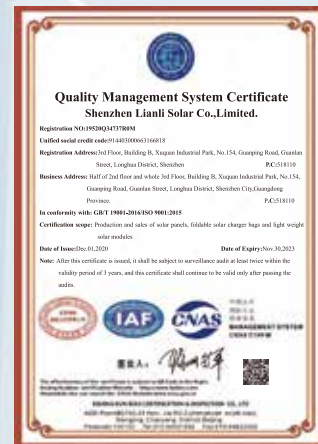 Quality Management System Certificate
Shenzhen Lianli Solar Co.,Limited.
Registration NO:19520Q34737R0M
Unified social credit code:914403000663166818
Registration Address:3rd Floor, Building B, Xuquan Industrial Park, No.154, Guanping Road, Guanlan
Street, Longhua District, Shenzhen P.C:518110
Business Address: Half of 2nd floor and whole 3rd Floor, Building B, Xuquan Industrial Park, No.154,
Guanping Road, Guanlan Street, Longhua District, Shenzhen City,Guangdong
Province. P.C:518110
In conformity with: GB/T 19001-2016/ISO 9001:2015
Certification scope: Production and sales of solar panels, foldable solar charger bags and light weight
solar modules
Date of Issue:Dec.01,2020 Date of Expiry:Nov.30,2023
Note: After this certificate is issued, it shall be subject to surveillance audit at least twice within the
validity period of 3 years, and this certificate shall continue to be valid only after passing the
audits.
IAF
CNAS
MANAGEMENT SYSTEM
签发人: